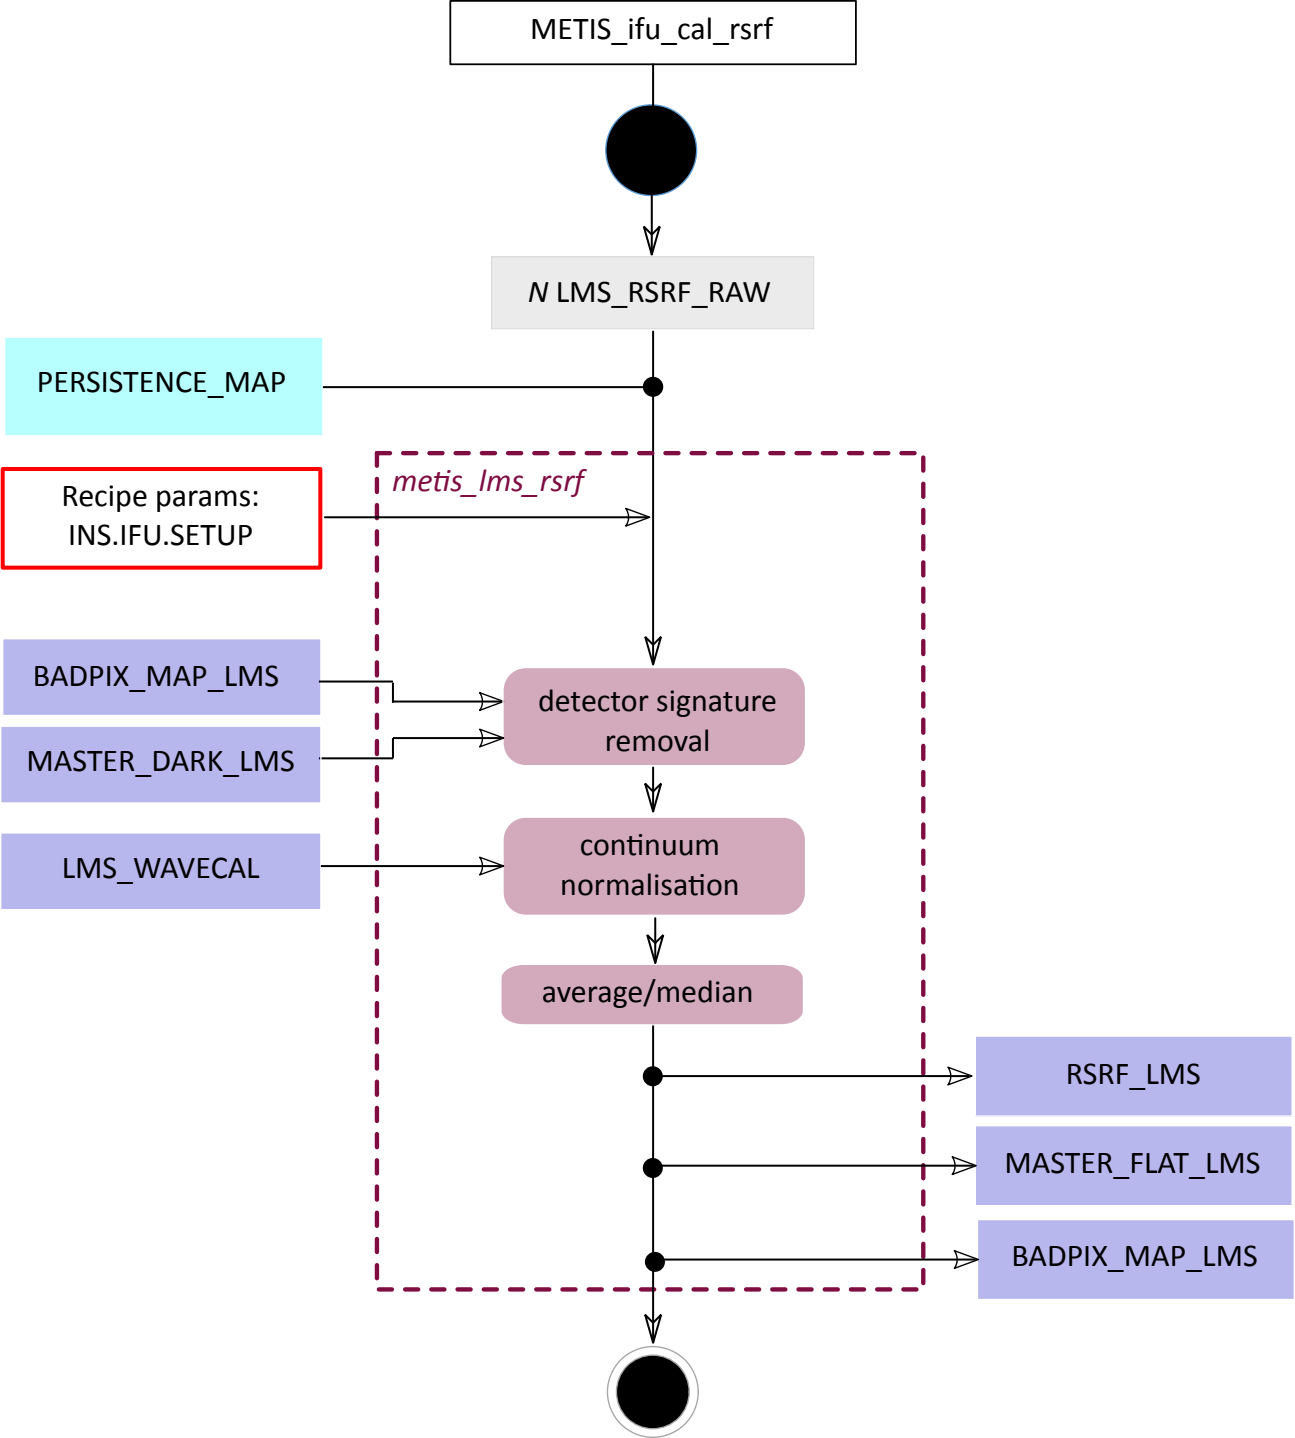 METIS_ifu_cal_rsrf
N LMS_RSRF_RAW
PERSISTENCE_MAP
metis_lms_rsrf
Recipe params:
INS.IFU.SETUP
BADPIX_MAP_LMS
detector signature
removal
MASTER_DARK_LMS
continuum
normalisation
LMS_WAVECAL
average/median
RSRF_LMS
MASTER_FLAT_LMS
BADPIX_MAP_LMS